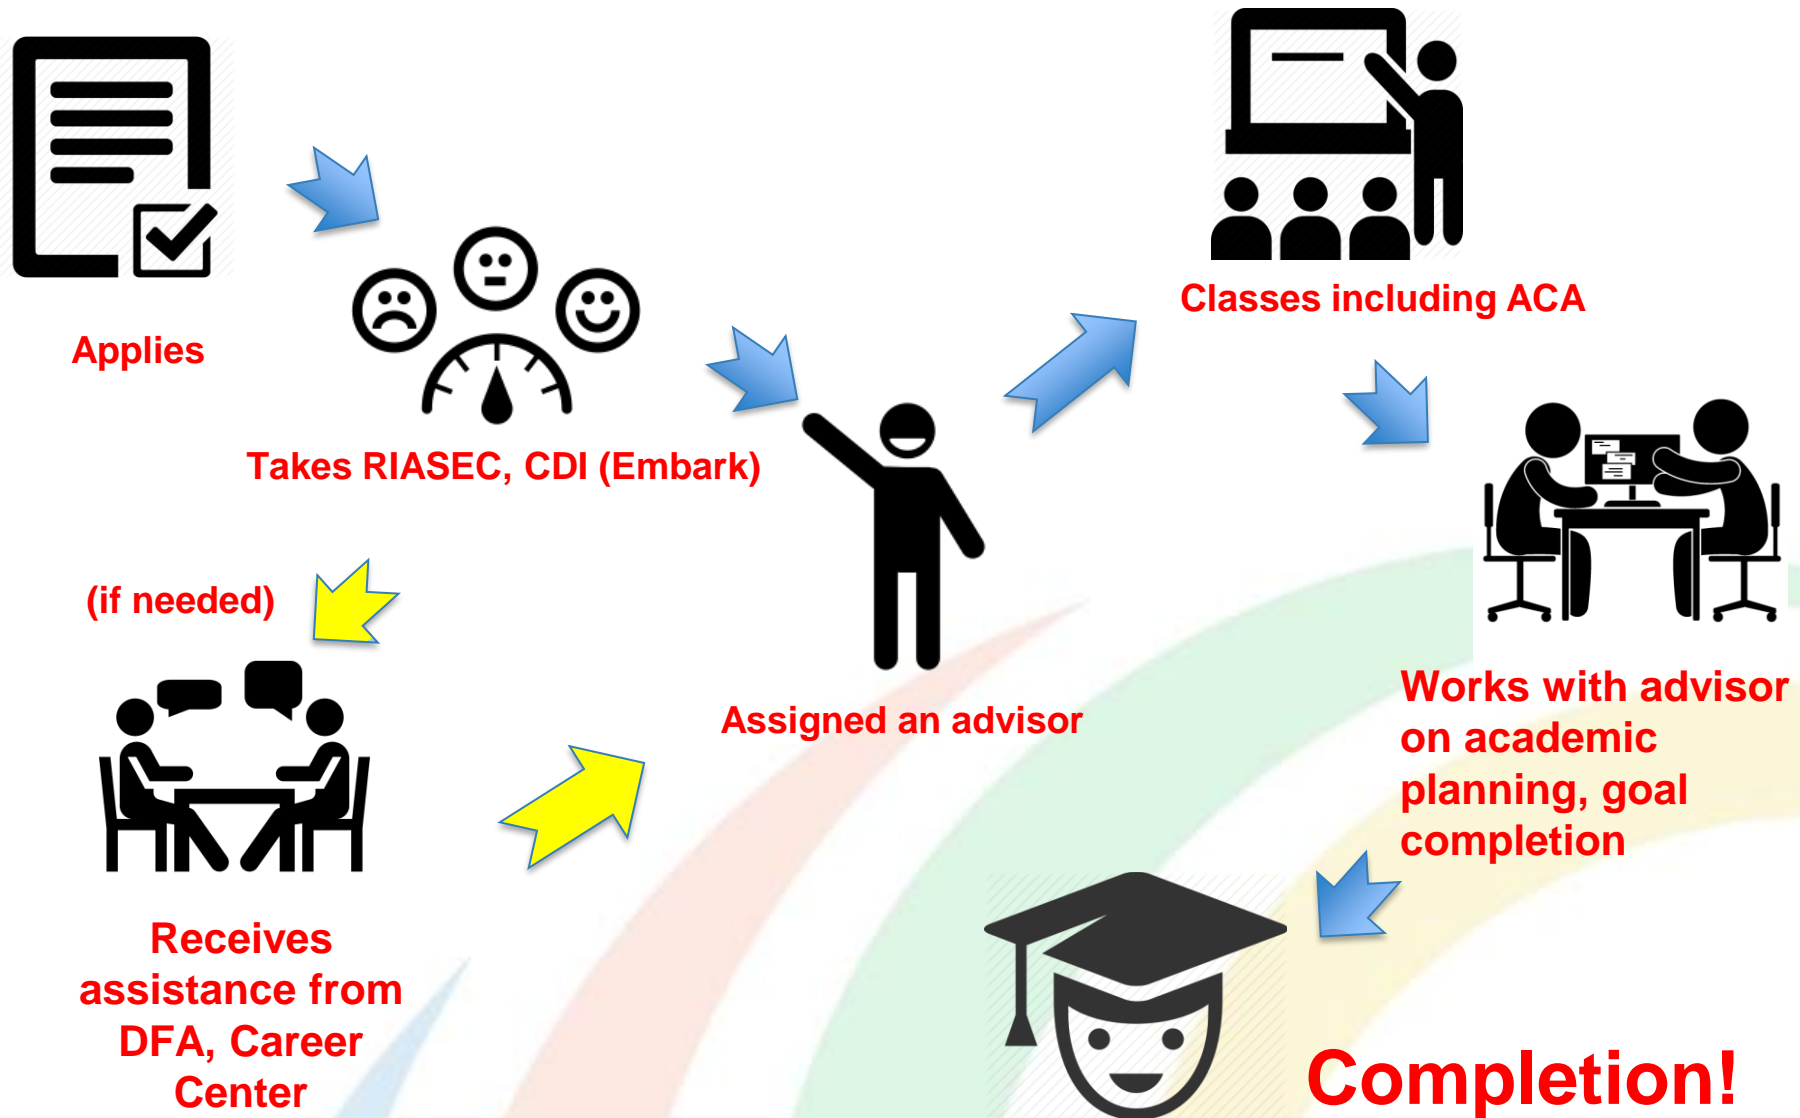 Applies
Takes RIASEC, CDI (Embark)
(if needed)
Receives
assistance from
DFA, Career
Center
Assigned an advisor
Classes including ACA
Works with advisor
on academic
planning, goal
completion
Completion!